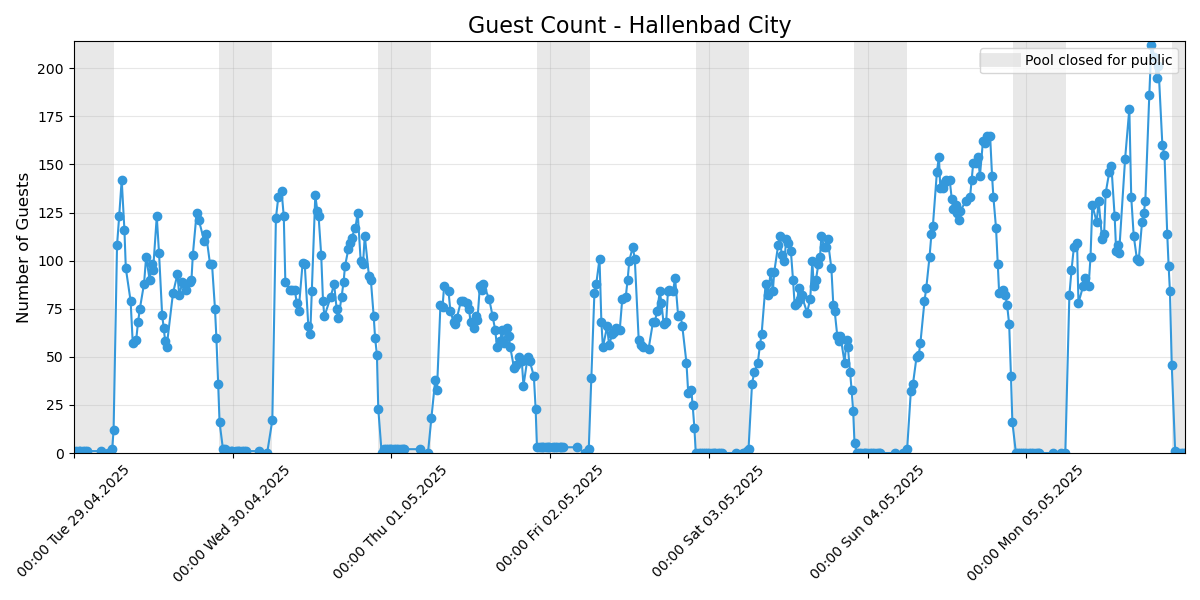 Guest Count - Hallenbad City
Pool closed for public
Number of Guests
200
175
150
125
100
75
50
25
0
00:00 Tue 29.04.2025
00:00 Wed 30.04.2025
00:00 Thu 01.05.2025
00:00 Fri 02.05.2025
00:00 Sat 03.05.2025
00:00 Sun 04.05.2025
00:00 Mon 05.05.2025